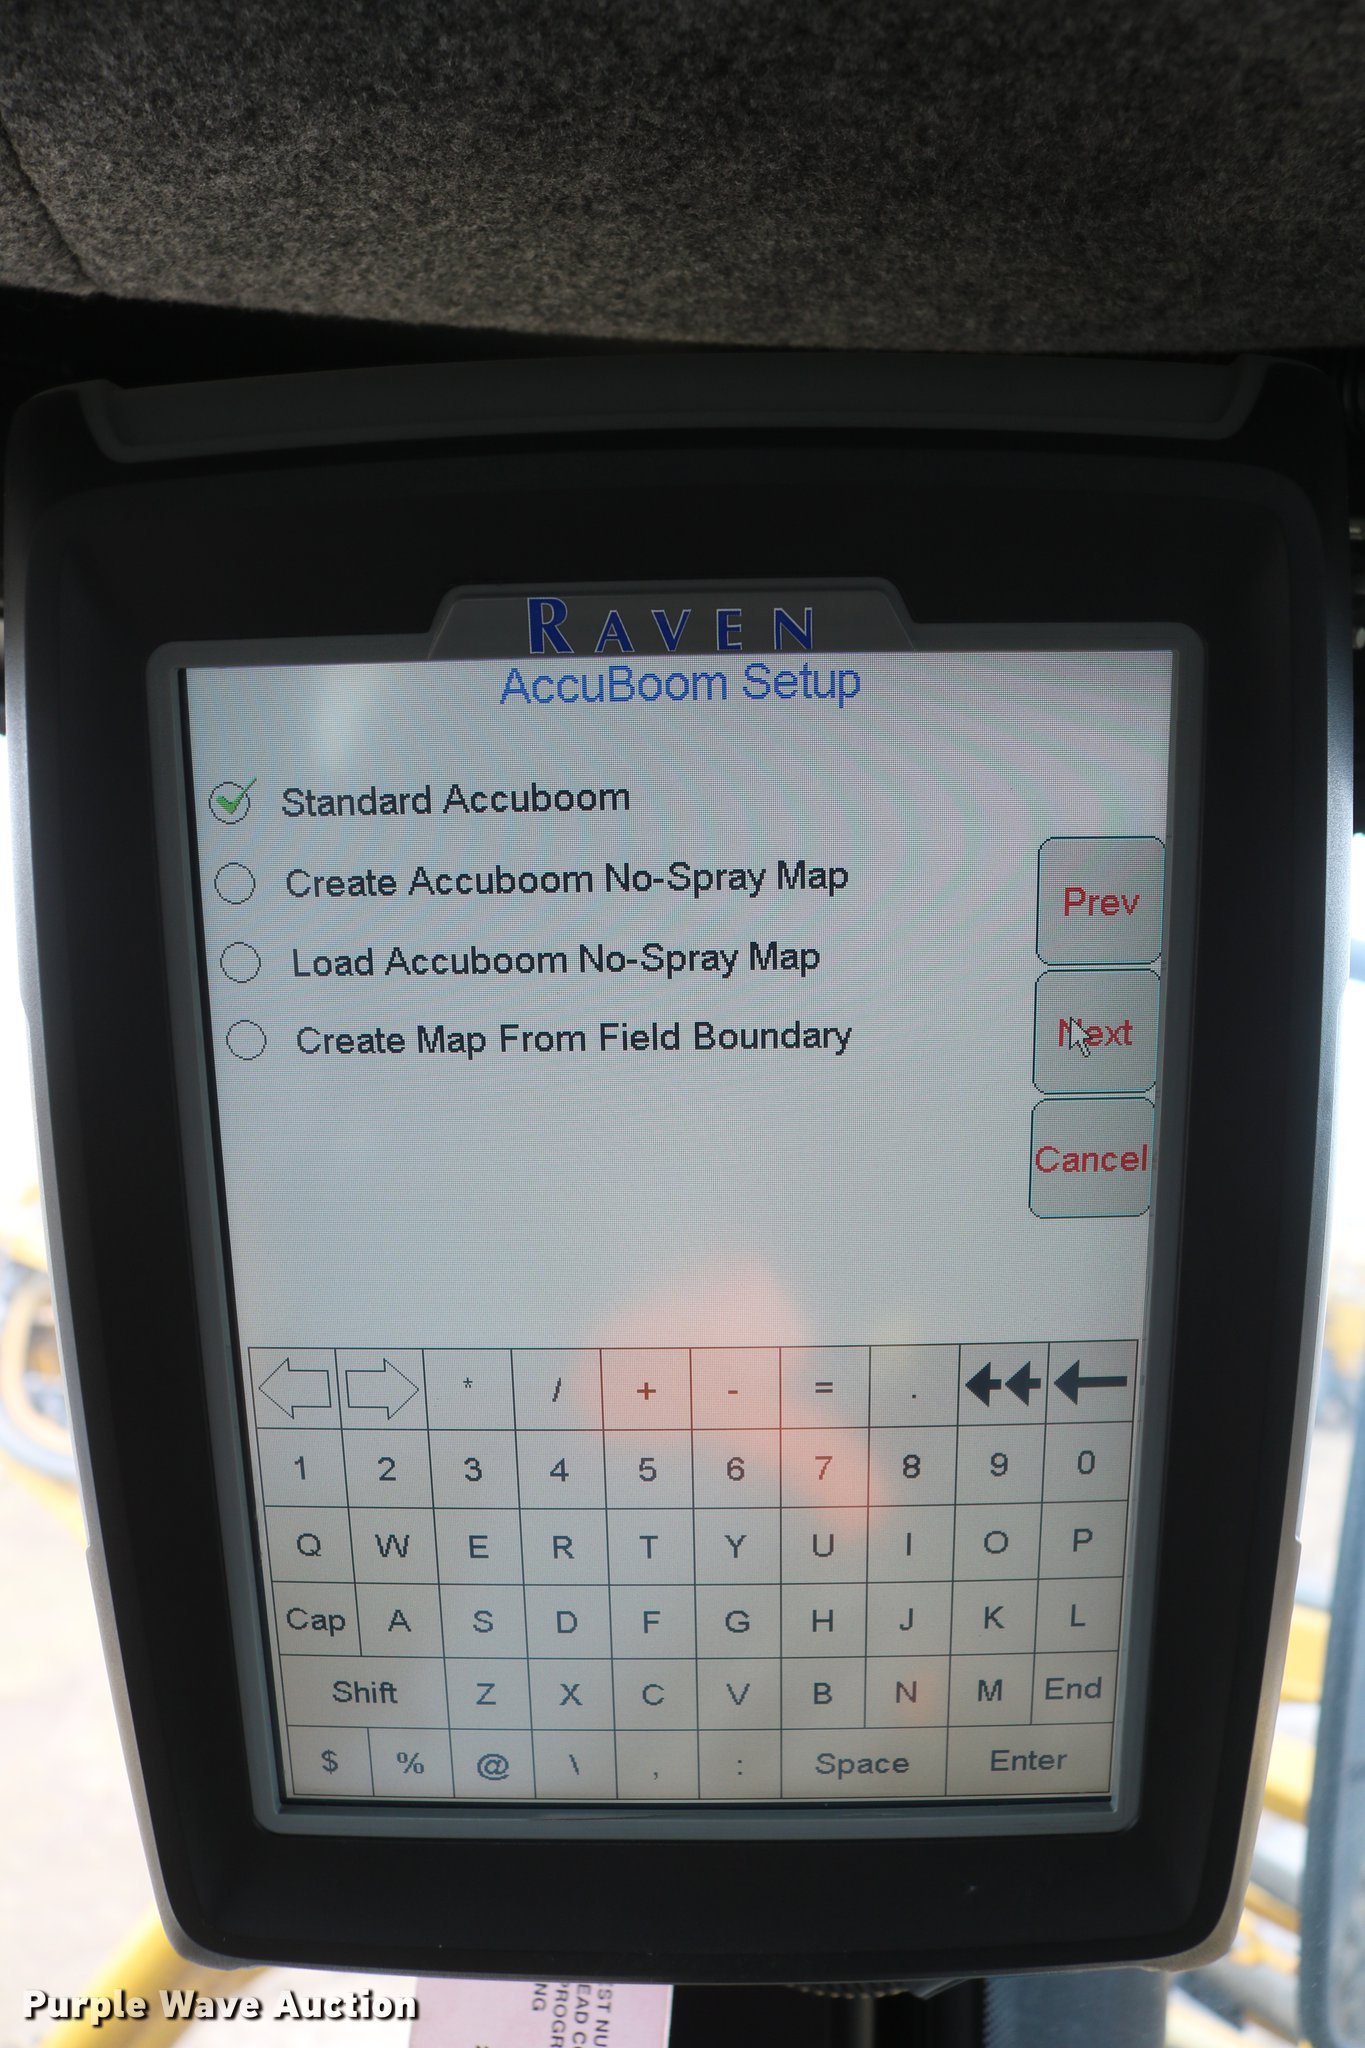 RAVEN
AccuBoom Setup
Standard Accuboom
Create Accuboom No-Spray Map
Load Accuboom No-Spray Map
Create Map From Field Boundary
Prev
Next
Cancel
* / + - = .
1 2 3 4 5 6 7 8 9 0
Q W E R T Y U I O P
Cap A S D F G H J K L
Shift Z X C V B N M End
$ % @ \ , : Space Enter
Purple Wave Auction